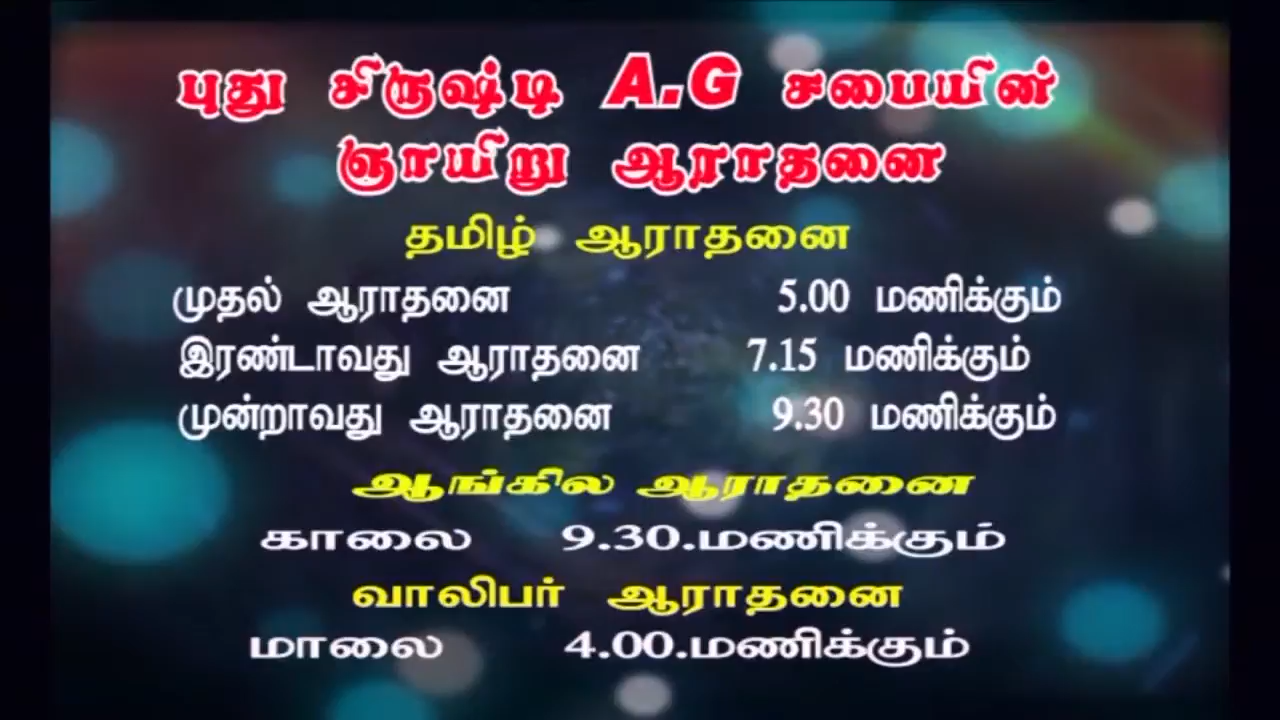 புது சிருஷ்டி A.G சபையின்
ஞாயிறு ஆராதனை
தமிழ் ஆராதனை
முதல் ஆராதனை 5.00 மணிக்கும்
இரண்டாவது ஆராதனை 7.15 மணிக்கும்
முன்றாவது ஆராதனை 9.30 மணிக்கும்
ஆங்கில ஆராதனை
காலை 9.30.மணிக்கும்
வாலிபர் ஆராதனை
மாலை 4.00.மணிக்கும்